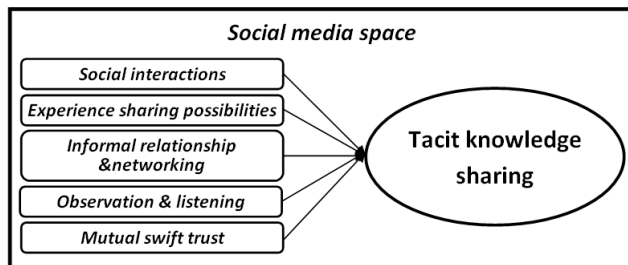 Social media space
Social interactions
Experience sharing possibilities
Informal relationship
&networking
Observation & listening
Mutual swift trust
Tacit knowledge
sharing